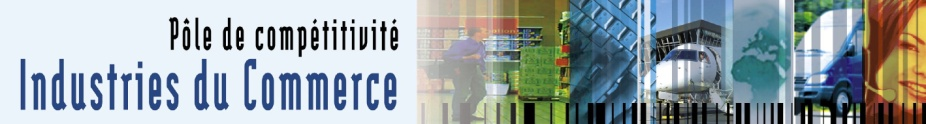 Pôle de compétitivité
Industries du Commerce